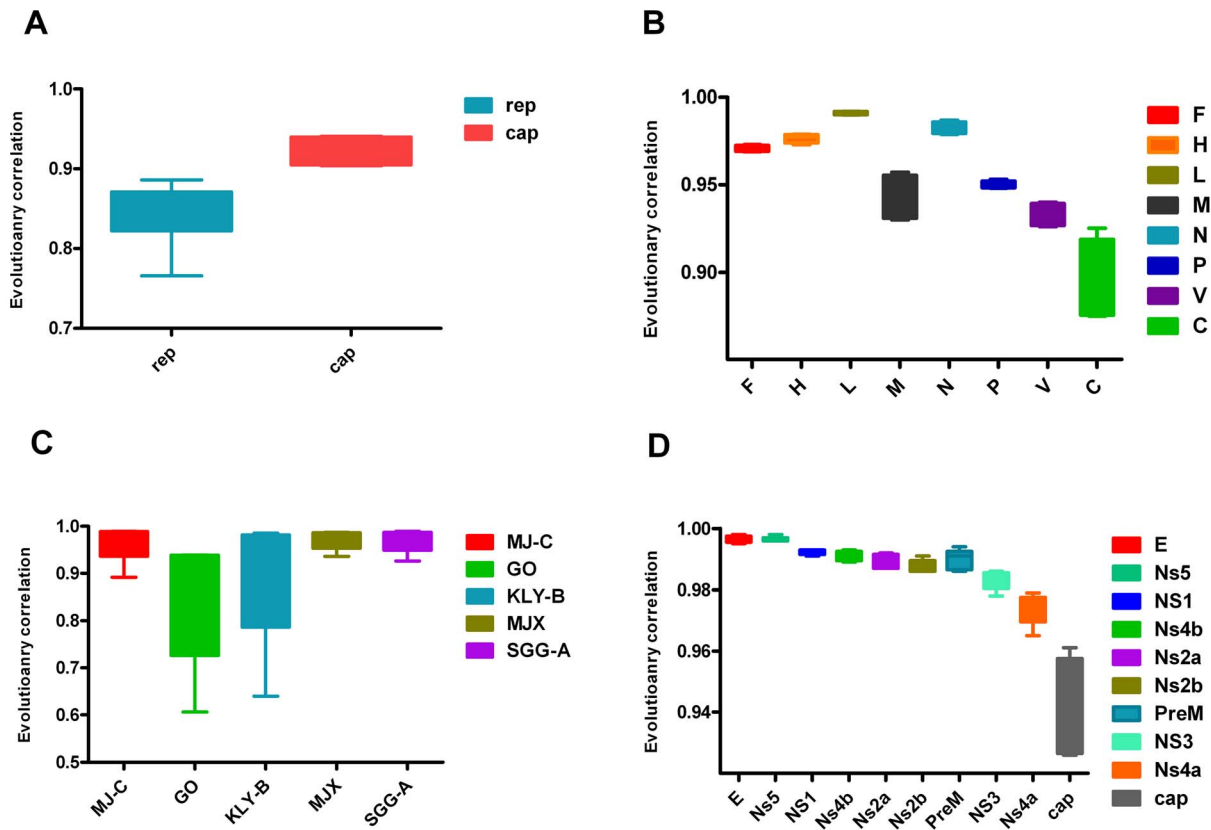 A
Evolutioanry correlation
1.0
0.9
0.8
0.7
rep
cap
rep
cap
B
Evolutionary correlation
1.00
0.95
0.90
F
H
L
M
N
P
V
C
F
H
L
M
N
P
V
C
C
Evolutioanry correlation
1.0
0.9
0.8
0.7
0.6
0.5
MJ-C
GO
KLY-B
MJX
SGG-A
MJ-C
GO
KLY-B
MJX
SGG-A
D
Evolutioanry correlation
1.00
0.98
0.96
0.94
E
Ns5
NS1
Ns4b
Ns2a
Ns2b
PreM
NS3
Ns4a
cap
E
Ns5
NS1
Ns4b
Ns2a
Ns2b
PreM
NS3
Ns4a
cap